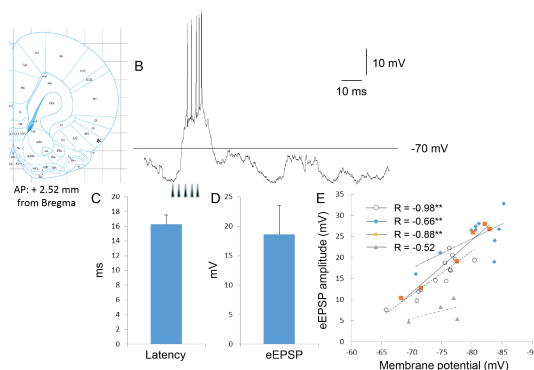 B
10 mV
10 ms
-70 mV
AP: + 2.52 mm
from Bregma
C
18
16
14
12
10
8
6
4
2
0
ms
Latency
D
25
20
15
10
5
0
mV
eEPSP
E
35
30
25
20
15
10
5
0
eEPSP amplitude (mV)
R = -0.98**
R = -0.66**
R = -0.88**
R = -0.52
-60 -65 -70 -75 -80 -85 -9
Membrane potential (mV)